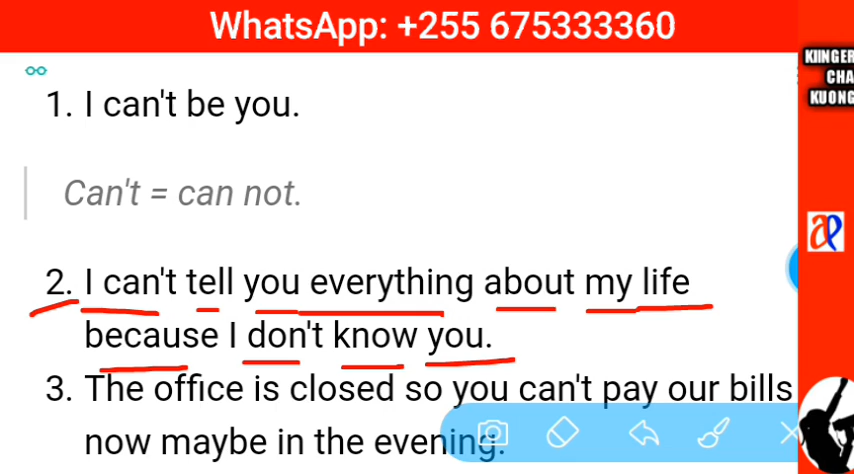 WhatsApp: +255 675333360
KIINGER
CHA
KUONG
1. I can't be you.
Can't = can not.
2. I can't tell you everything about my life
because I don't know you.
3. The office is closed so you can't pay our bills
now maybe in the evening.